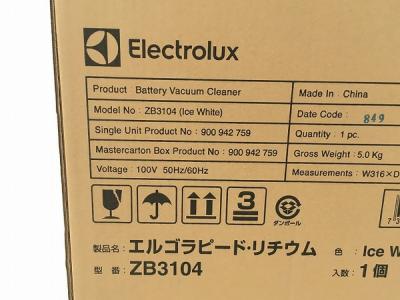 Electrolux
Product : Battery Vacuum Cleaner
Made In : China
Model No : ZB3104 (Ice White)
Date Code : 849
Single Unit Product No : 900 942 759
Quantity : 1 pc.
Mastercarton Box Product No : 900 942 759
Gross Weight : 5.0 Kg
Voltage : 100V 50Hz/60Hz
Measurements : W316×D
3
ダンボール
製品名 : エルゴラピード・リチウム
色 : Ice W
型番 : ZB3104
入数 : 1個